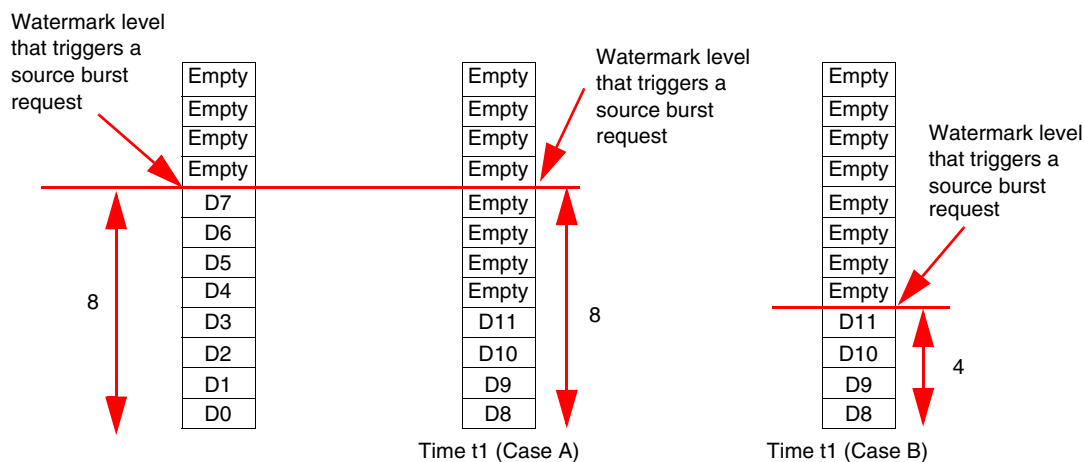 Watermark level
that triggers a
source burst
request
Empty
Empty
Empty
Empty
D7
D6
D5
D4
D3
D2
D1
D0
8
Watermark level
that triggers a
source burst
request
Empty
Empty
Empty
Empty
Empty
Empty
Empty
Empty
D11
D10
D9
D8
8
Time t1 (Case A)
Watermark level
that triggers a
source burst
request
Empty
Empty
Empty
Empty
Empty
Empty
Empty
Empty
D11
D10
D9
D8
4
Time t1 (Case B)